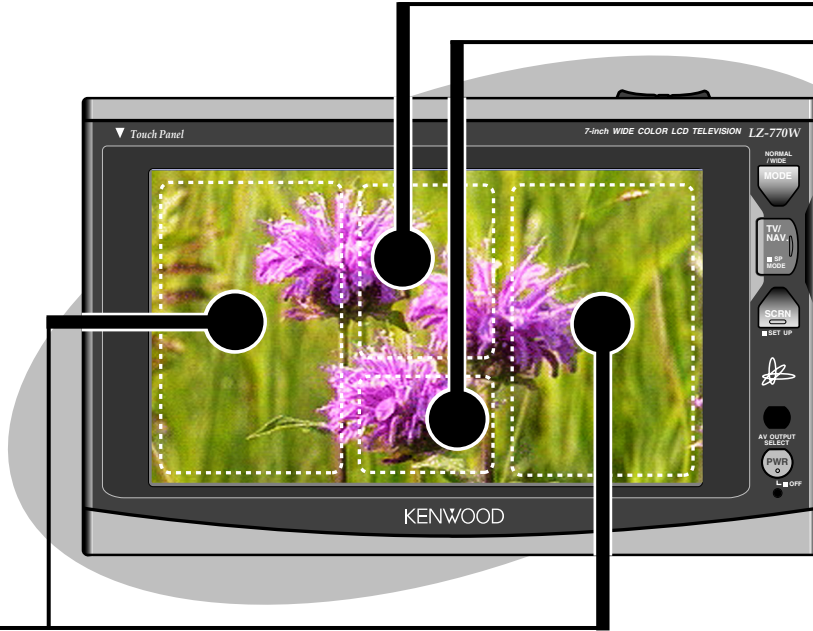 ▼ Touch Panel
7-inch WIDE COLOR LCD TELEVISION LZ-770W
NORMAL
/WIDE
MODE
TV/
NAV.
■ SP
MODE
SCRN
■ SET UP
AV OUTPUT
SELECT
PWR
■ OFF
KENWOOD